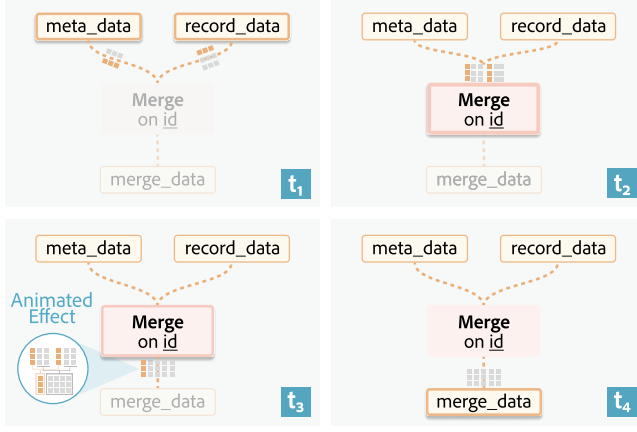 meta_data
record_data
Merge
on id
merge_data
t1
meta_data
record_data
Merge
on id
merge_data
t2
meta_data
record_data
Animated
Effect
Merge
on id
merge_data
t3
meta_data
record_data
Merge
on id
merge_data
t4